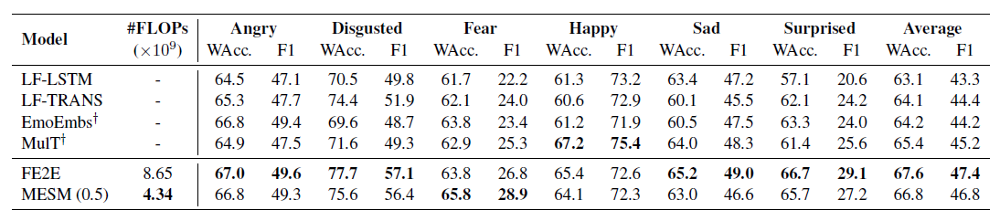 Model #FLOPs Angry Disgusted Fear Happy Sad Surprised Average
(×10⁹) WAcc. F1 WAcc. F1 WAcc. F1 WAcc. F1 WAcc. F1 WAcc. F1 WAcc. F1
LF-LSTM - 64.5 47.1 70.5 49.8 61.7 22.2 61.3 73.2 63.4 47.2 57.1 20.6 63.1 43.3
LF-TRANS - 65.3 47.7 74.4 51.9 62.1 24.0 60.6 72.9 60.1 45.5 62.1 24.2 64.1 44.4
EmoEmbs† - 66.8 49.4 69.6 48.7 63.8 23.4 61.2 71.9 60.5 47.5 63.3 24.0 64.2 44.2
MulT† - 64.9 47.5 71.6 49.3 62.9 25.3 67.2 75.4 64.0 48.3 61.4 25.6 65.4 45.2
FE2E 8.65 67.0 49.6 77.7 57.1 63.8 26.8 65.4 72.6 65.2 49.0 66.7 29.1 67.6 47.4
MESM (0.5) 4.34 66.8 49.3 75.6 56.4 65.8 28.9 64.1 72.3 63.0 46.6 65.7 27.2 66.8 46.8